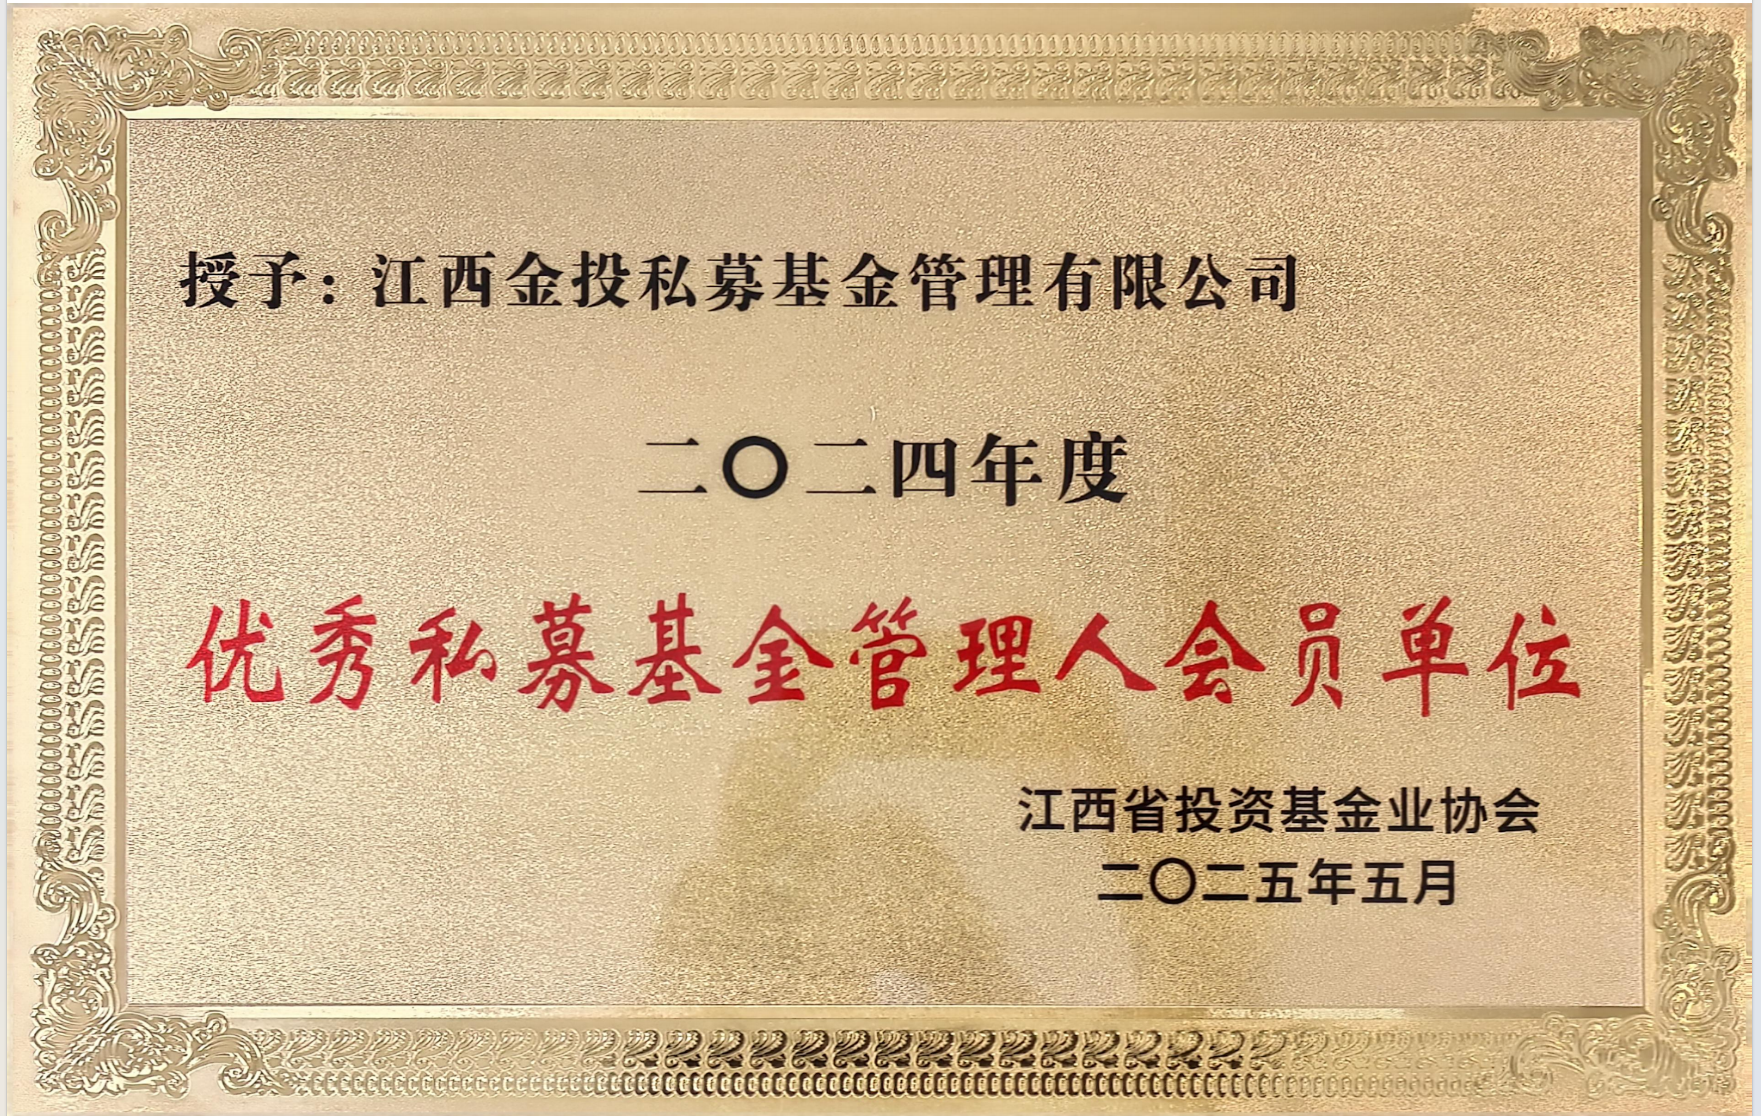 授予：江西金投私募基金管理有限公司
二〇二四年度
优秀私募基金管理人会员单位
江西省投资基金业协会
二〇二五年五月